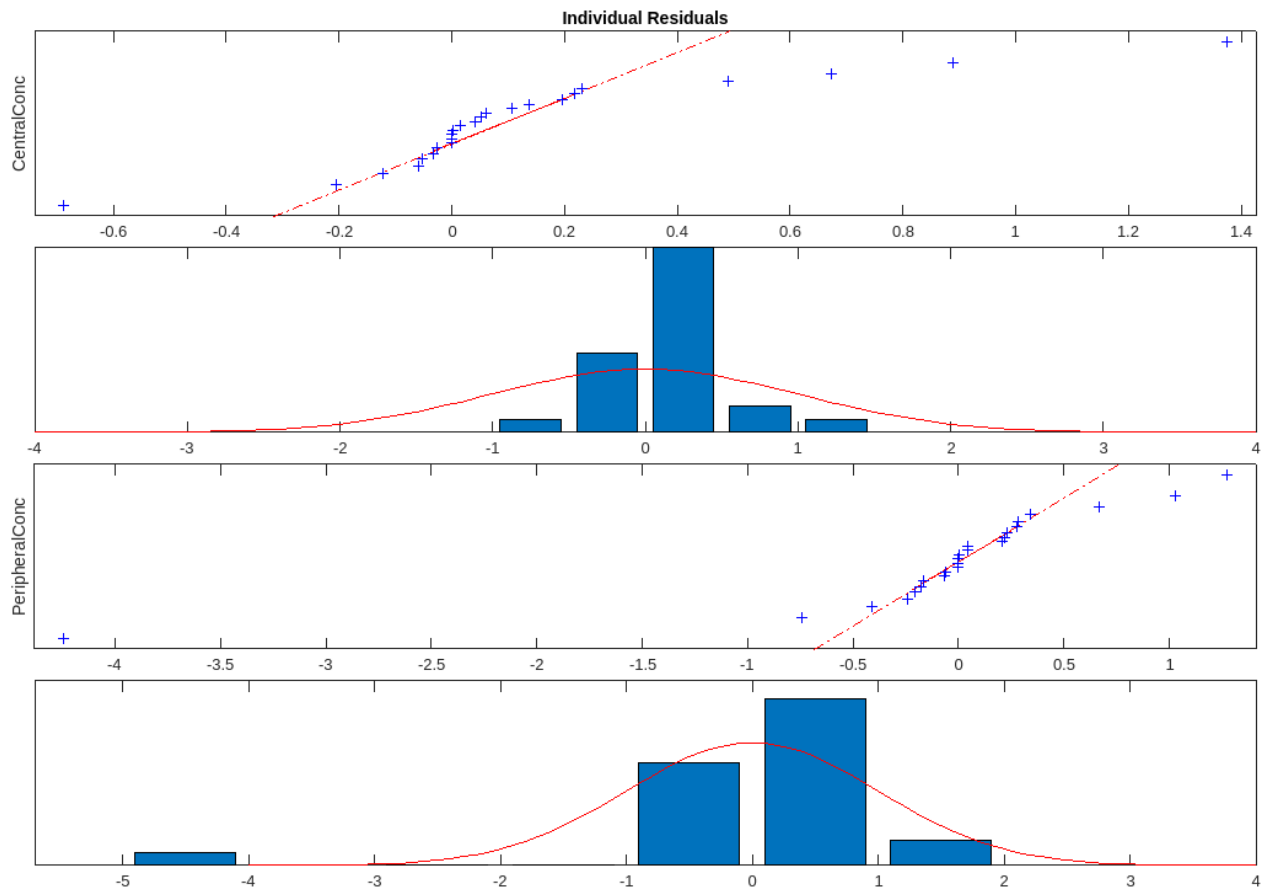 Individual Residuals
CentralConc
-0.6 -0.4 -0.2 0 0.2 0.4 0.6 0.8 1 1.2 1.4
-4 -3 -2 -1 0 1 2 3 4
PeripheralConc
-4 -3.5 -3 -2.5 -2 -1.5 -1 -0.5 0 0.5 1
-5 -4 -3 -2 -1 0 1 2 3 4